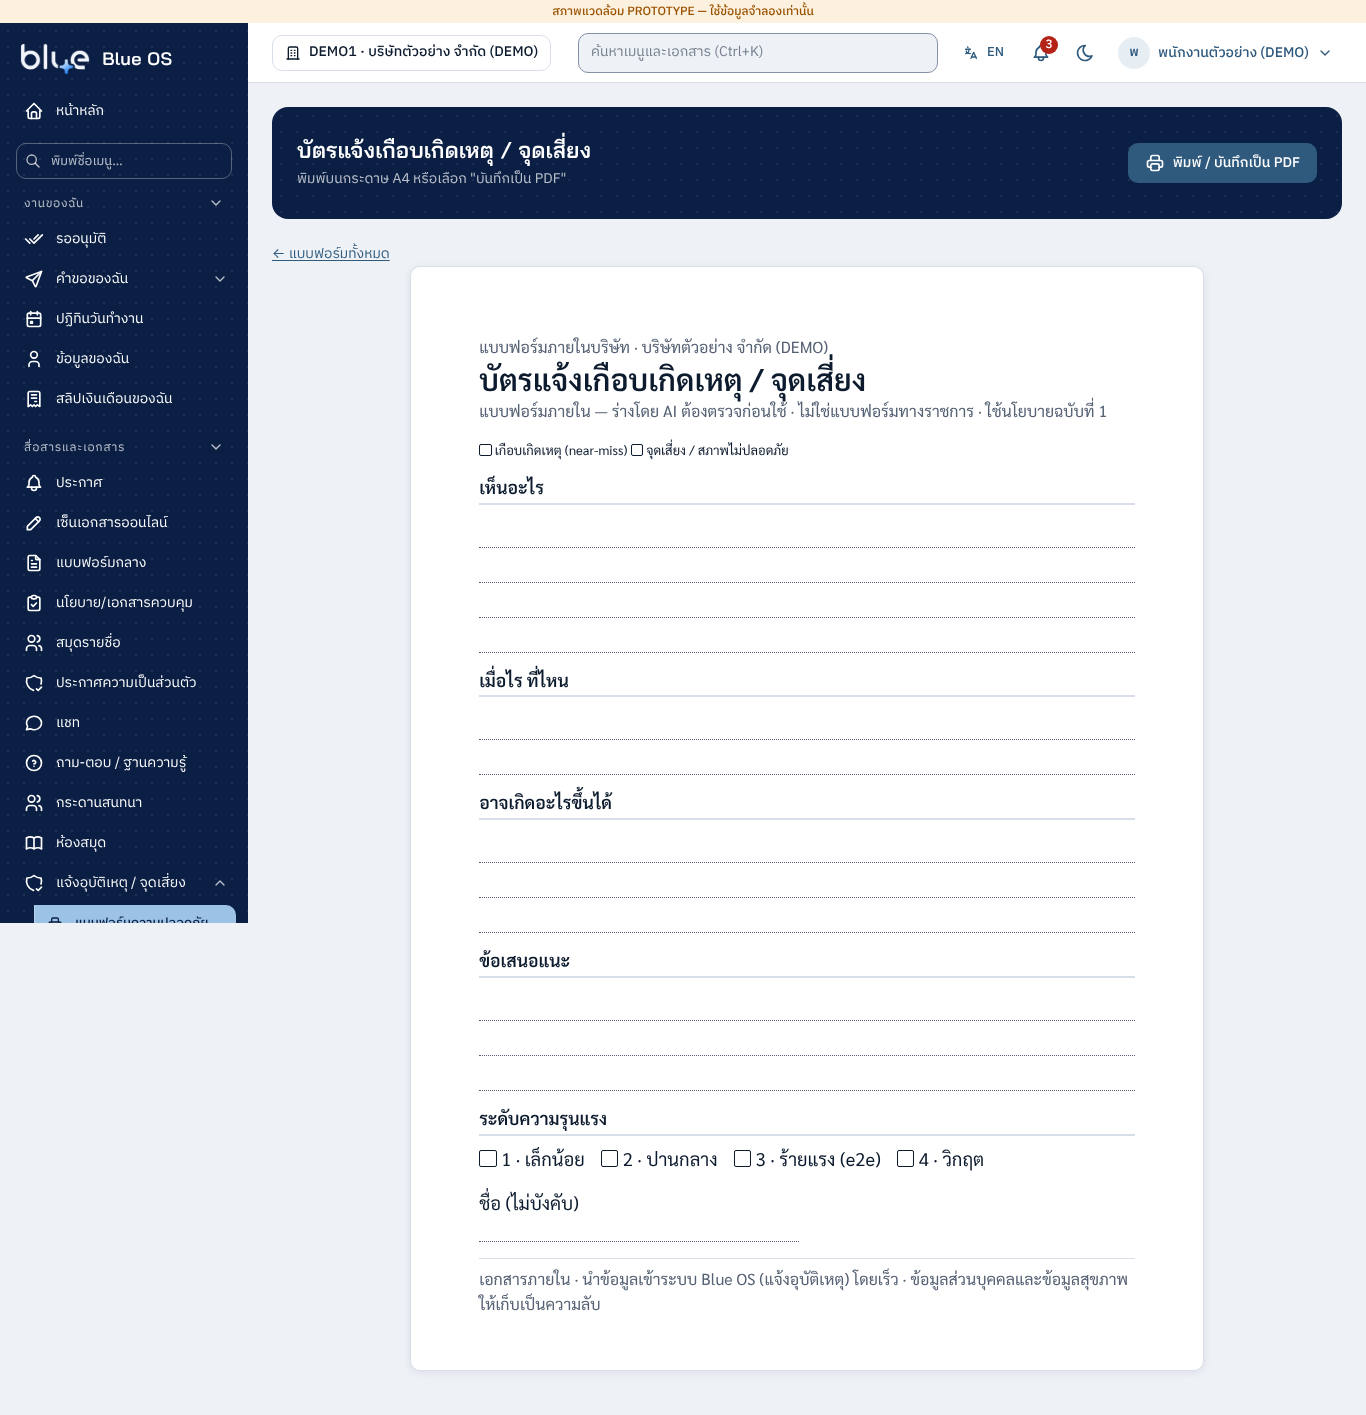 สภาพแวดล้อม PROTOTYPE — ใช้ข้อมูลจำลองเท่านั้น
blue Blue OS
DEMO1 · บริษัทตัวอย่าง จำกัด (DEMO)
ค้นหาเมนูและเอกสาร (Ctrl+K)
EN
3
พ
พนักงานตัวอย่าง (DEMO)
หน้าหลัก
พิมพ์ชื่อเมนู...
งานของฉัน
รออนุมัติ
คำขอของฉัน
ปฏิทินวันทำงาน
ข้อมูลของฉัน
สลิปเงินเดือนของฉัน
สื่อสารและเอกสาร
ประกาศ
เซ็นเอกสารออนไลน์
แบบฟอร์มกลาง
นโยบาย/เอกสารควบคุม
สมุดรายชื่อ
ประกาศความเป็นส่วนตัว
แชท
ถาม-ตอบ / ฐานความรู้
กระดานสนทนา
ห้องสมุด
แจ้งอุบัติเหตุ / จุดเสี่ยง
แบบฟอร์มความปลอดภัย
บัตรแจ้งเกือบเกิดเหตุ / จุดเสี่ยง
พิมพ์บนกระดาษ A4 หรือเลือก "บันทึกเป็น PDF"
พิมพ์ / บันทึกเป็น PDF
← แบบฟอร์มทั้งหมด
แบบฟอร์มภายในบริษัท · บริษัทตัวอย่าง จำกัด (DEMO)
บัตรแจ้งเกือบเกิดเหตุ / จุดเสี่ยง
แบบฟอร์มภายใน — ร่างโดย AI ต้องตรวจก่อนใช้ · ไม่ใช่แบบฟอร์มทางราชการ · ใช้นโยบายฉบับที่ 1
เกือบเกิดเหตุ (near-miss) จุดเสี่ยง / สภาพไม่ปลอดภัย
เห็นอะไร
เมื่อไร ที่ไหน
อาจเกิดอะไรขึ้นได้
ข้อเสนอแนะ
ระดับความรุนแรง
1 · เล็กน้อย 2 · ปานกลาง 3 · ร้ายแรง (e2e) 4 · วิกฤต
ชื่อ (ไม่บังคับ)
เอกสารภายใน · นำข้อมูลเข้าระบบ Blue OS (แจ้งอุบัติเหตุ) โดยเร็ว · ข้อมูลส่วนบุคคลและข้อมูลสุขภาพ
ให้เก็บเป็นความลับ